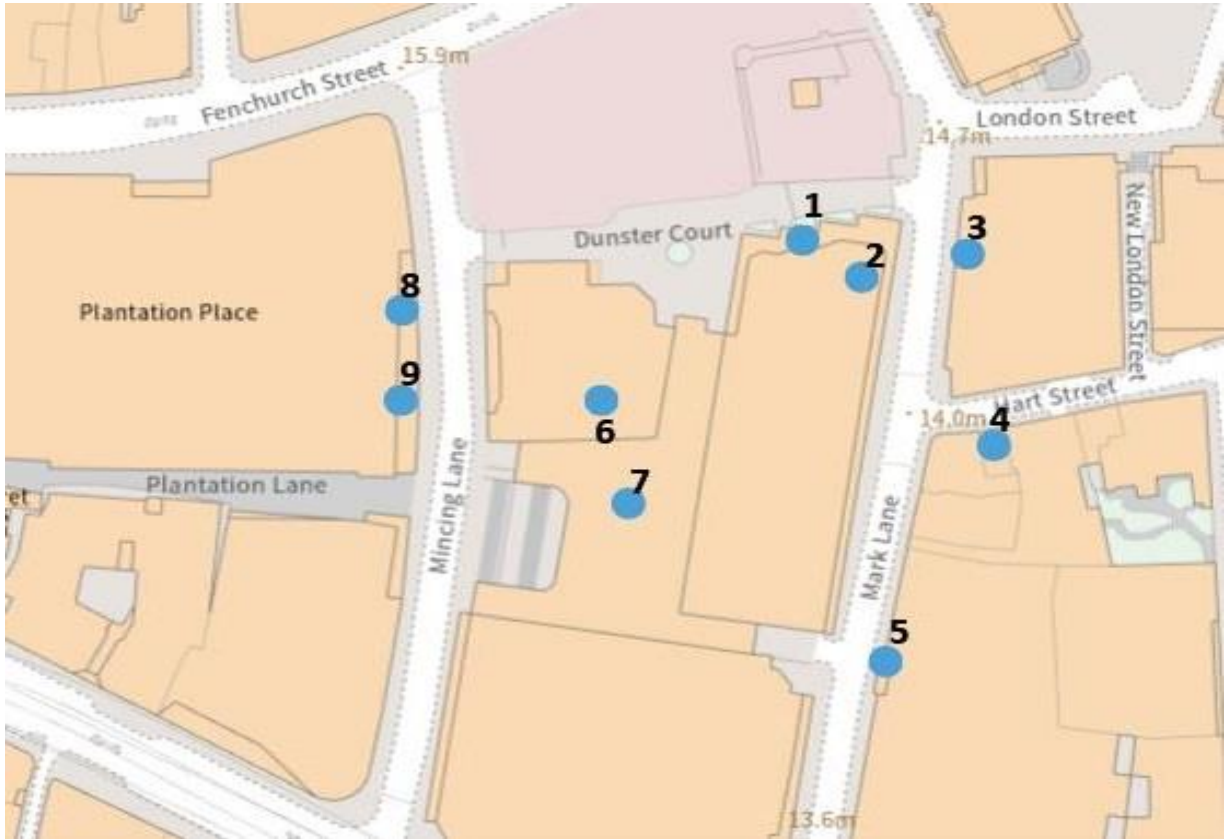 15.9m
Fenchurch Street
London Street
14.7m
1
Dunster Court
3
2
New London Street
8
Plantation Place
9
Hart Street
14.0m
4
6
7
Plantation Lane
et
Mincing Lane
Mark Lane
5
13.6m